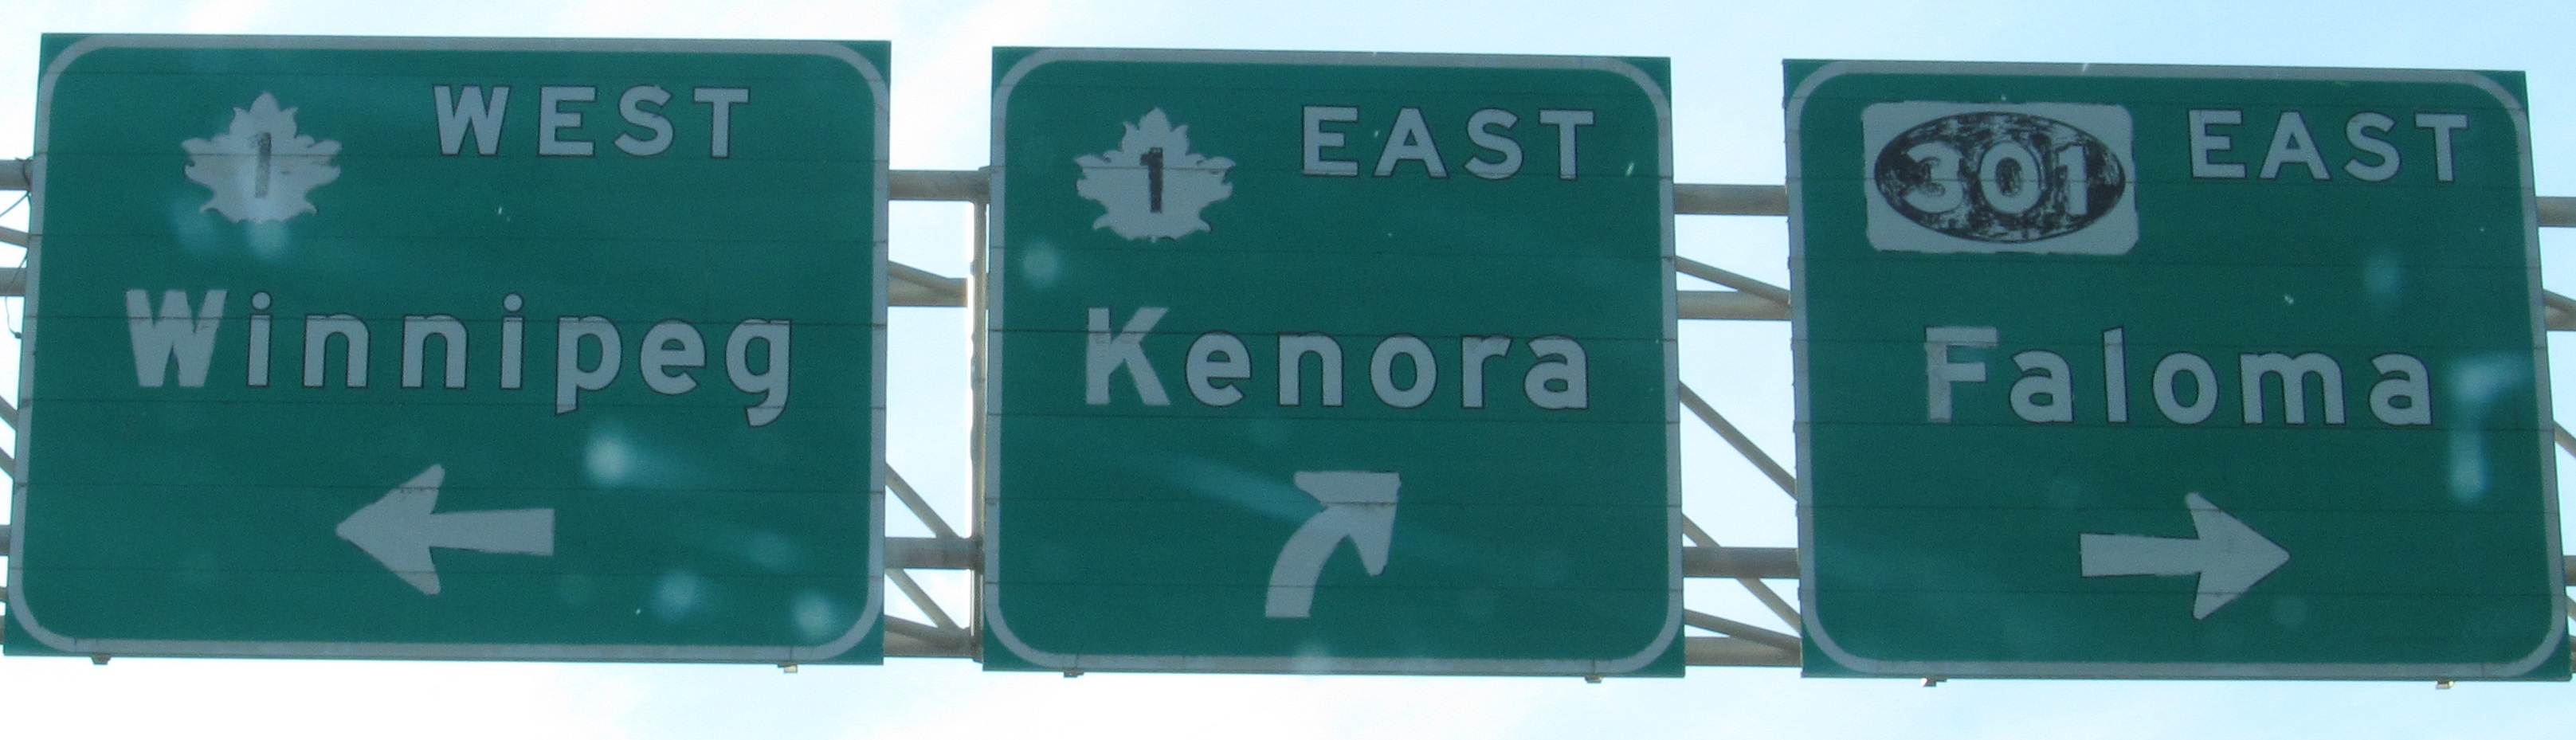 1 WEST
Winnipeg
1 EAST
Kenora
301 EAST
Faloma